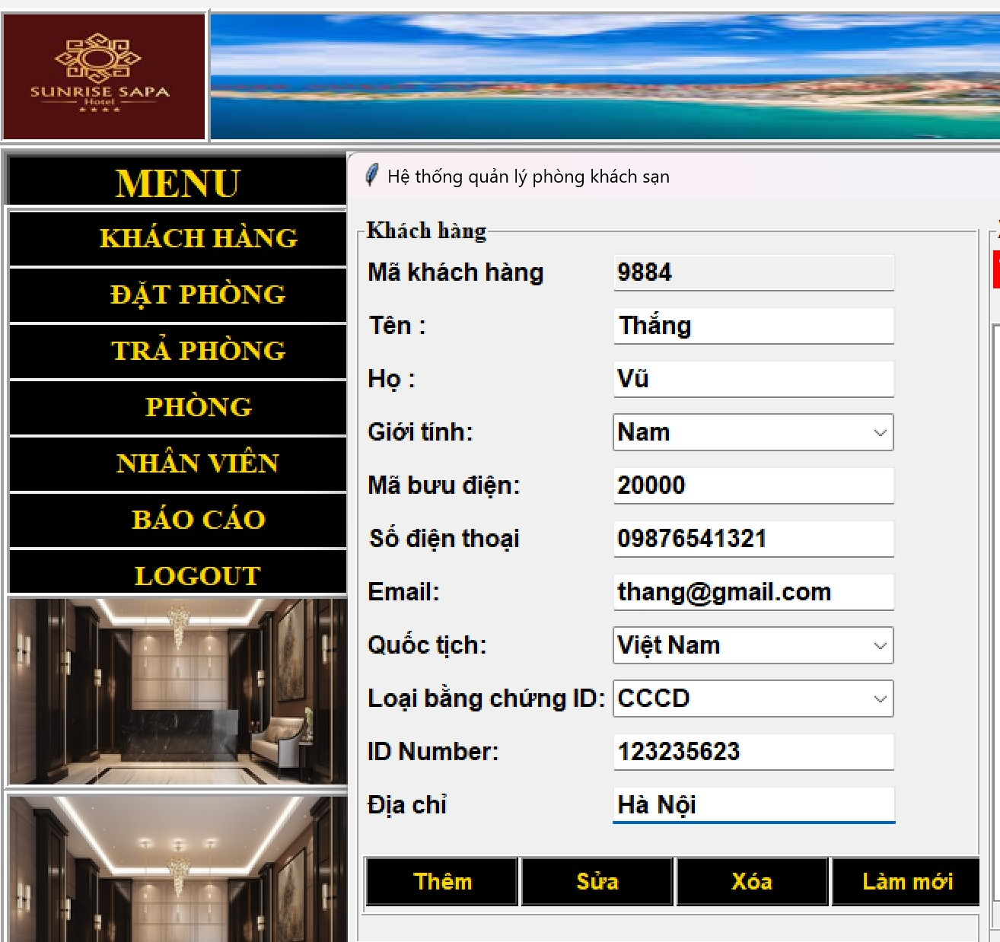 SUNRISE SAPA
Hotel
MENU
KHÁCH HÀNG
ĐẶT PHÒNG
TRẢ PHÒNG
PHÒNG
NHÂN VIÊN
BÁO CÁO
LOGOUT
Hệ thống quản lý phòng khách sạn
Khách hàng
Mã khách hàng 9884
Tên : Thắng
Họ : Vũ
Giới tính: Nam
Mã bưu điện: 20000
Số điện thoại 09876541321
Email: thang@gmail.com
Quốc tịch: Việt Nam
Loại bằng chứng ID: CCCD
ID Number: 123235623
Địa chỉ Hà Nội
Thêm Sửa Xóa Làm mới